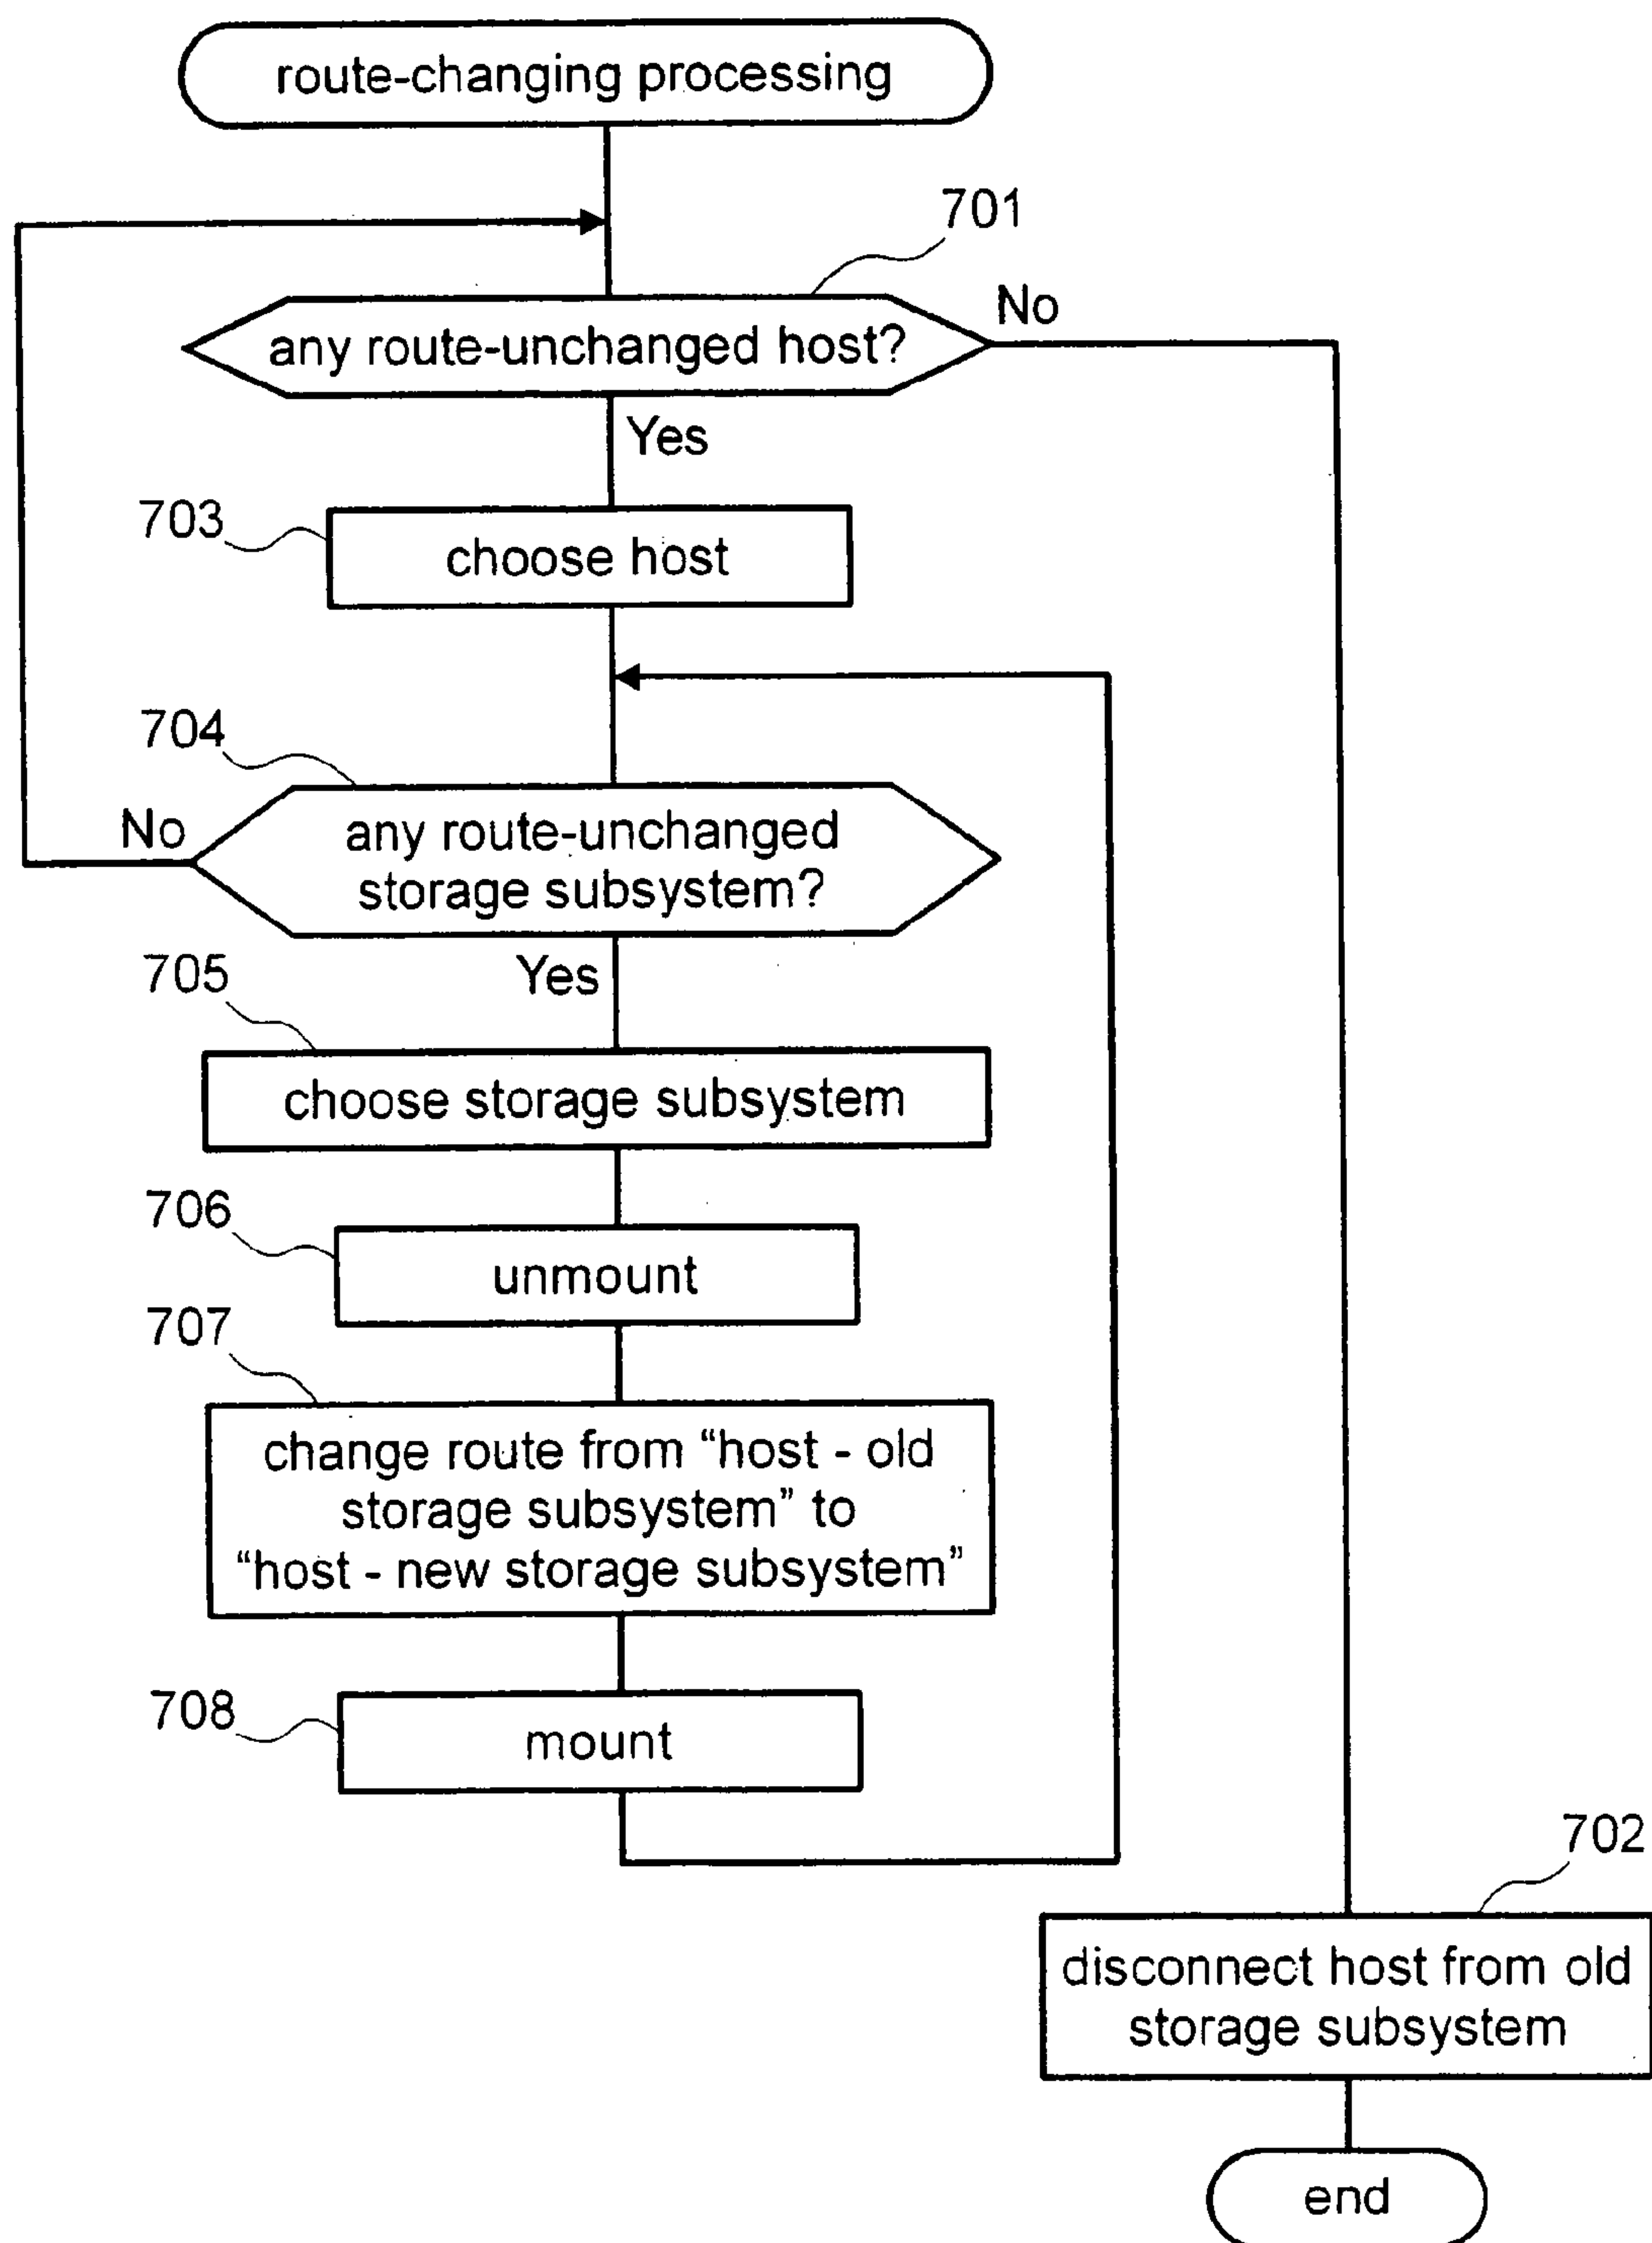 route-changing processing
701
any route-unchanged host?
No
Yes
703
choose host
704
No
any route-unchanged
storage subsystem?
Yes
705
choose storage subsystem
706
unmount
707
change route from “host - old
storage subsystem” to
“host - new storage subsystem”
708
mount
702
disconnect host from old
storage subsystem
end